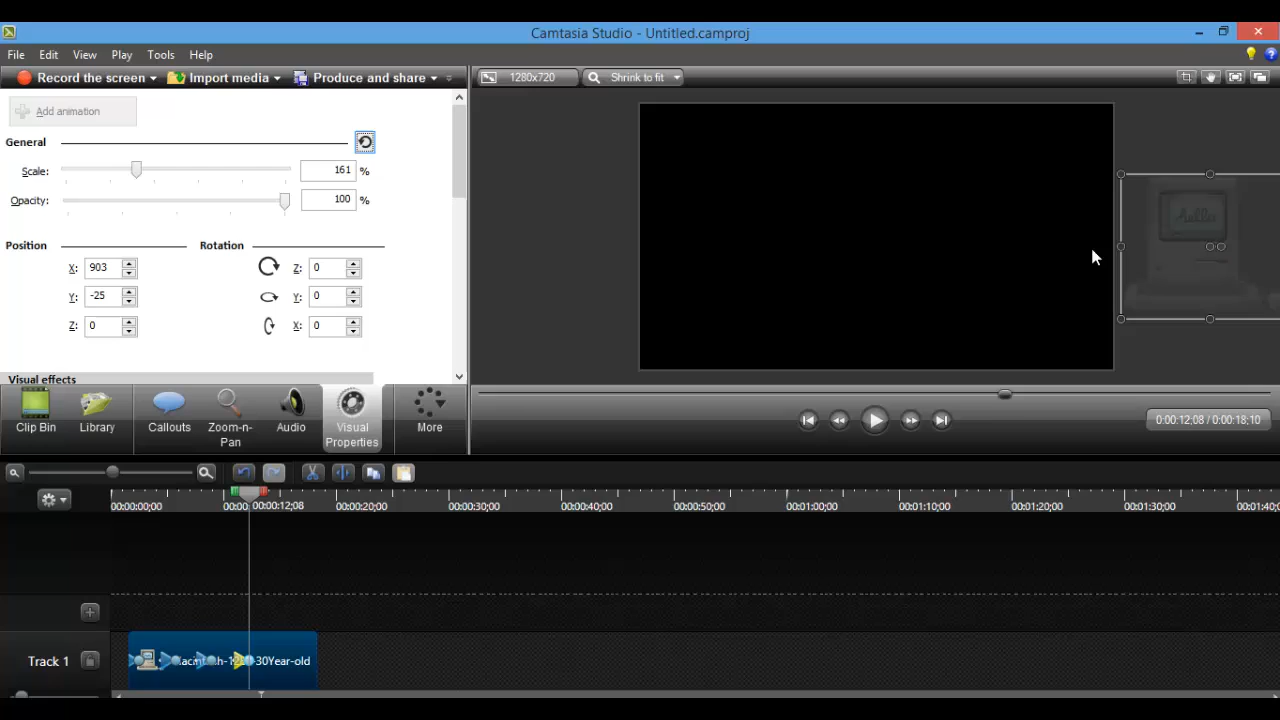 Camtasia Studio - Untitled.camproj
File Edit View Play Tools Help
Record the screen Import media Produce and share 1280x720 Shrink to fit
Add animation
General
Scale: 161 %
Opacity: 100 %
Position Rotation
X: 903 Z: 0
Y: -25 Y: 0
Z: 0 X: 0
Visual effects
Clip Bin Library Callouts Zoom-n-Pan Audio Visual Properties More
0:00:12;08 / 0:00:18;10
00:00:00;00 00:00 00:00:12;08 00:00:20;00 00:00:30;00 00:00:40;00 00:00:50;00 00:01:00;00 00:01:10;00 00:01:20;00 00:01:30;00 00:01:40;
Track 1 30Year-old